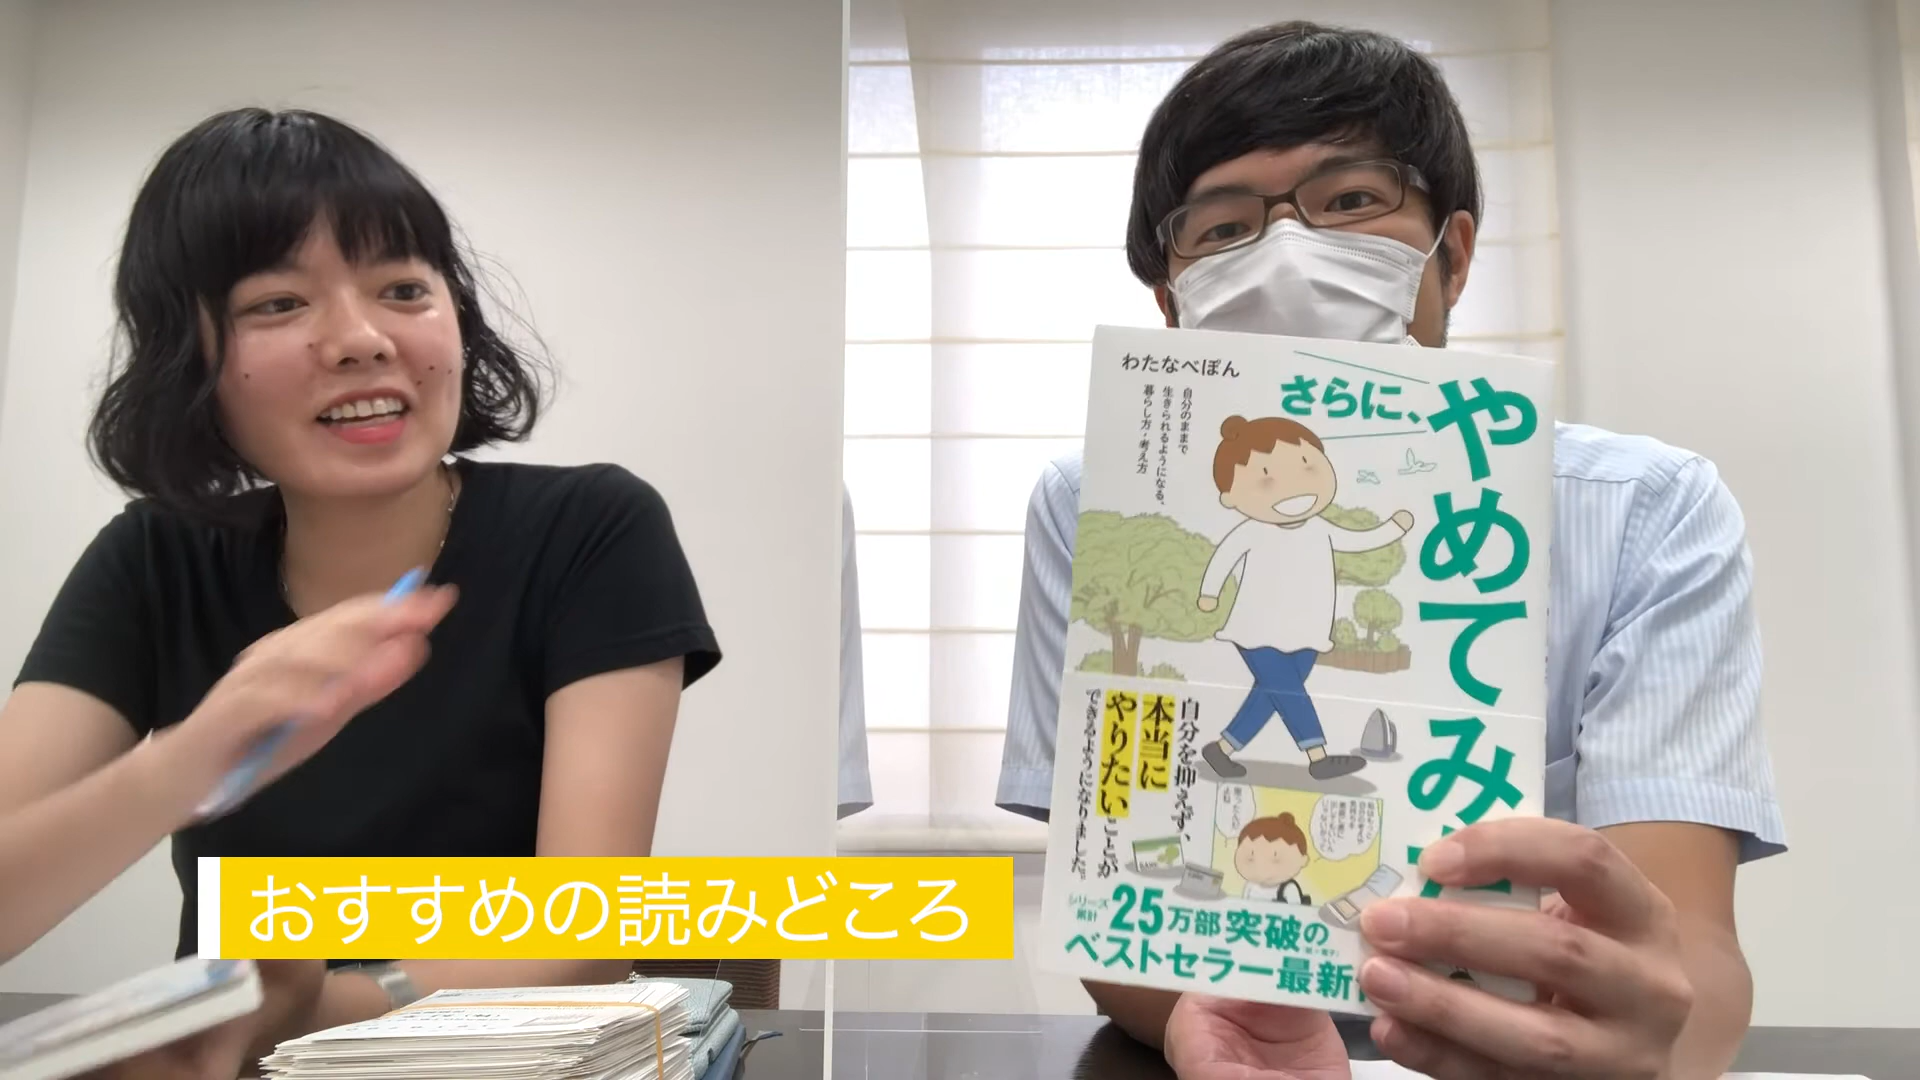 わたなべぽん
さらに、
やめてみた
自分のままで
生きられるようになる、
暮らし方・考え方
自分を抑えず、
本当に
やりたいことが
できるようになりました。
シリーズ
累計
25万部突破の
ベストセラー最新
おすすめの読みどころ